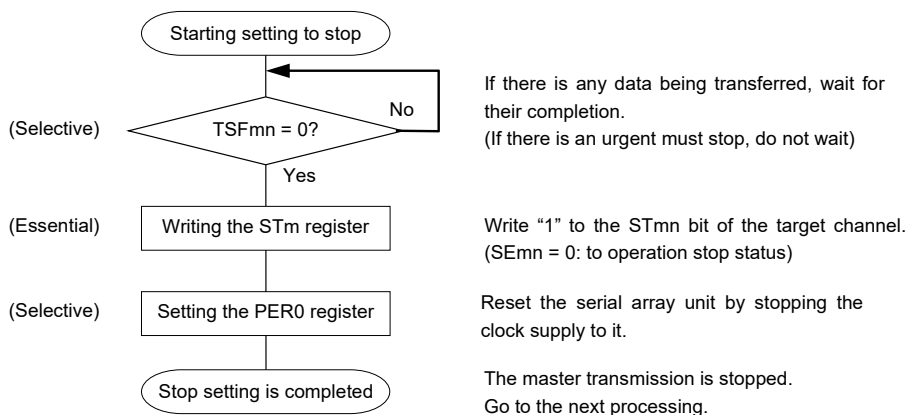 Starting setting to stop
If there is any data being transferred, wait for
their completion.
(If there is an urgent must stop, do not wait)
No
(Selective)
TSFmn = 0?
Yes
(Essential)
Writing the STm register
Write “1” to the STmn bit of the target channel.
(SEmn = 0: to operation stop status)
(Selective)
Setting the PER0 register
Reset the serial array unit by stopping the
clock supply to it.
Stop setting is completed
The master transmission is stopped.
Go to the next processing.